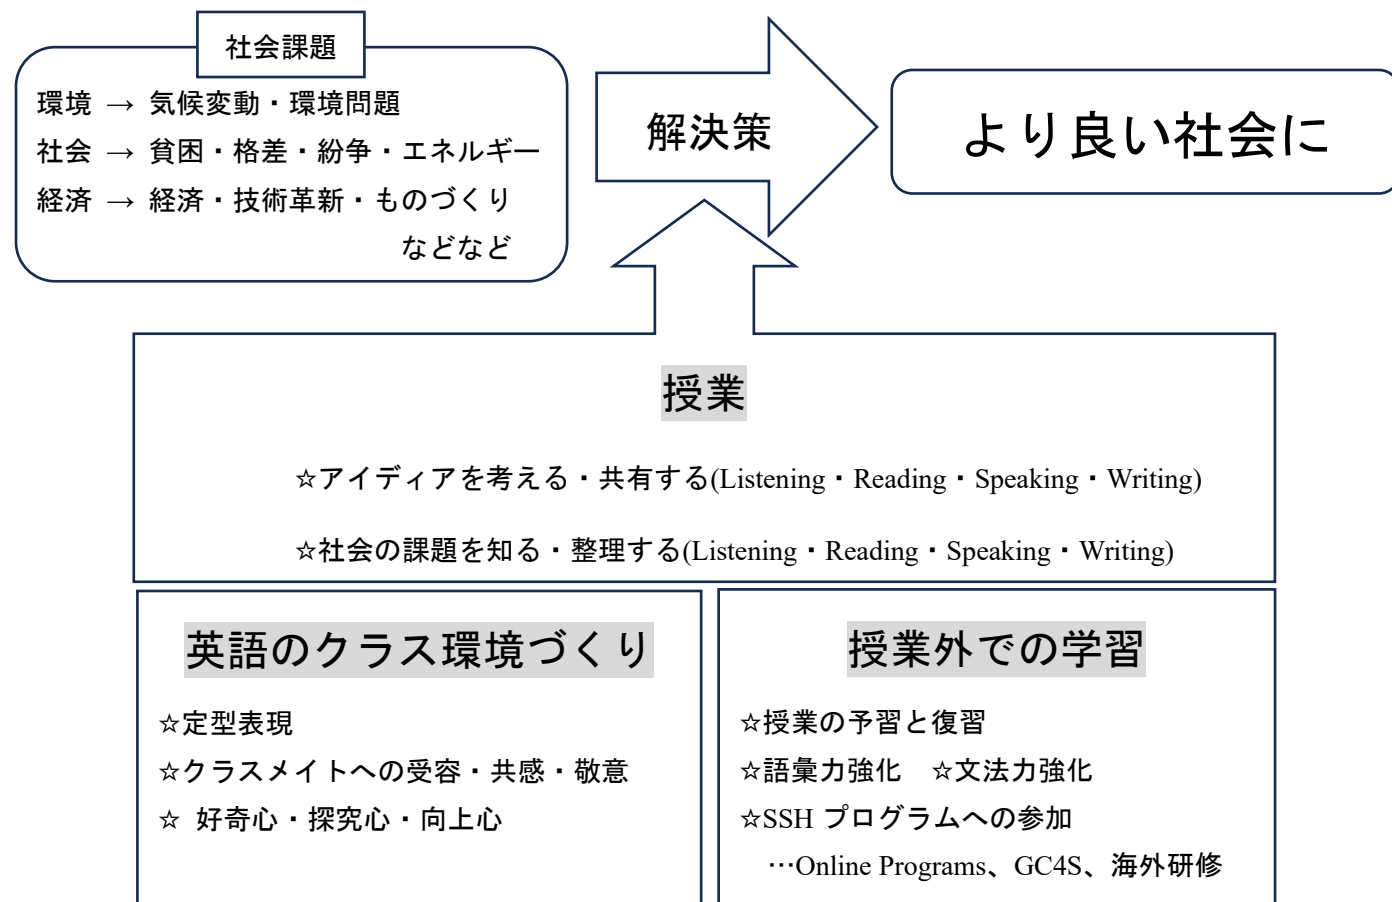 社会課題
環境 → 気候変動・環境問題
社会 → 貧困・格差・紛争・エネルギー
経済 → 経済・技術革新・ものづくり
などなど
解決策
より良い社会に
授業
☆アイディアを考える・共有する(Listening・Reading・Speaking・Writing)
☆社会の課題を知る・整理する(Listening・Reading・Speaking・Writing)
英語のクラス環境づくり
☆定型表現
☆クラスメイトへの受容・共感・敬意
☆ 好奇心・探究心・向上心
授業外での学習
☆授業の予習と復習
☆語彙力強化　☆文法力強化
☆SSH プログラムへの参加
…Online Programs、GC4S、海外研修